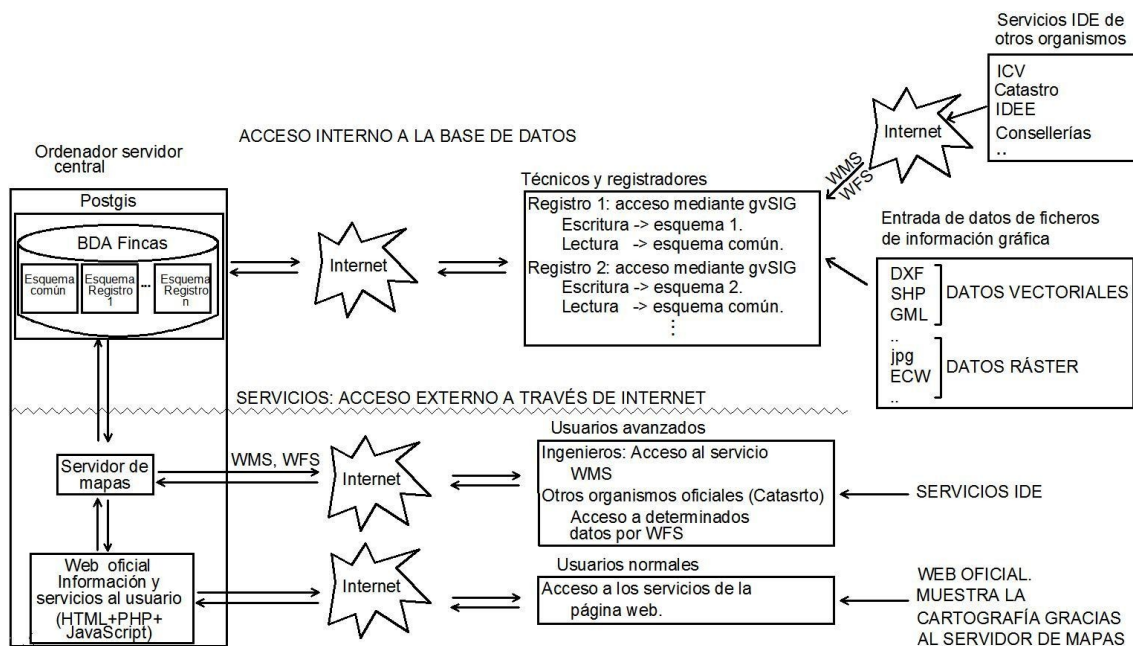 Servicios IDE de
otros organismos
ICV
Catastro
IDEE
Consellerías
..
Internet
WMS
WFS
ACCESO INTERNO A LA BASE DE DATOS
Ordenador servidor
central
Postgis
BDA Fincas
Esquema
común
Esquema
Registro
1
...
Esquema
Registro
n
Internet
Técnicos y registradores
Registro 1: acceso mediante gvSIG
Escritura -> esquema 1.
Lectura -> esquema común.
Registro 2: acceso mediante gvSIG
Escritura -> esquema 2.
Lectura -> esquema común.
⋮
Entrada de datos de ficheros
de información gráfica
DXF
SHP
GML
..
DATOS VECTORIALES
jpg
ECW
..
DATOS RÁSTER
SERVICIOS: ACCESO EXTERNO A TRAVÉS DE INTERNET
Servidor de
mapas
WMS, WFS
Internet
Usuarios avanzados
Ingenieros: Acceso al servicio
WMS
Otros organismos oficiales (Catasrto)
Acceso a determinados
datos por WFS
SERVICIOS IDE
Web oficial
Información y
servicios al usuario
(HTML+PHP+
JavaScript)
Internet
Usuarios normales
Acceso a los servicios de la
página web.
WEB OFICIAL.
MUESTRA LA
CARTOGRAFÍA GRACIAS
AL SERVIDOR DE MAPAS